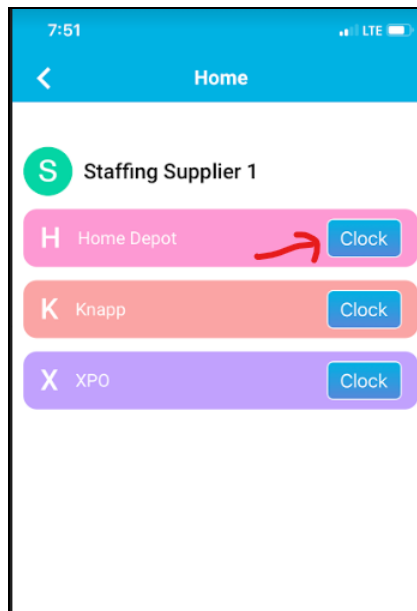 7:51 LTE
Home
S Staffing Supplier 1
H Home Depot Clock
K Knapp Clock
X XPO Clock